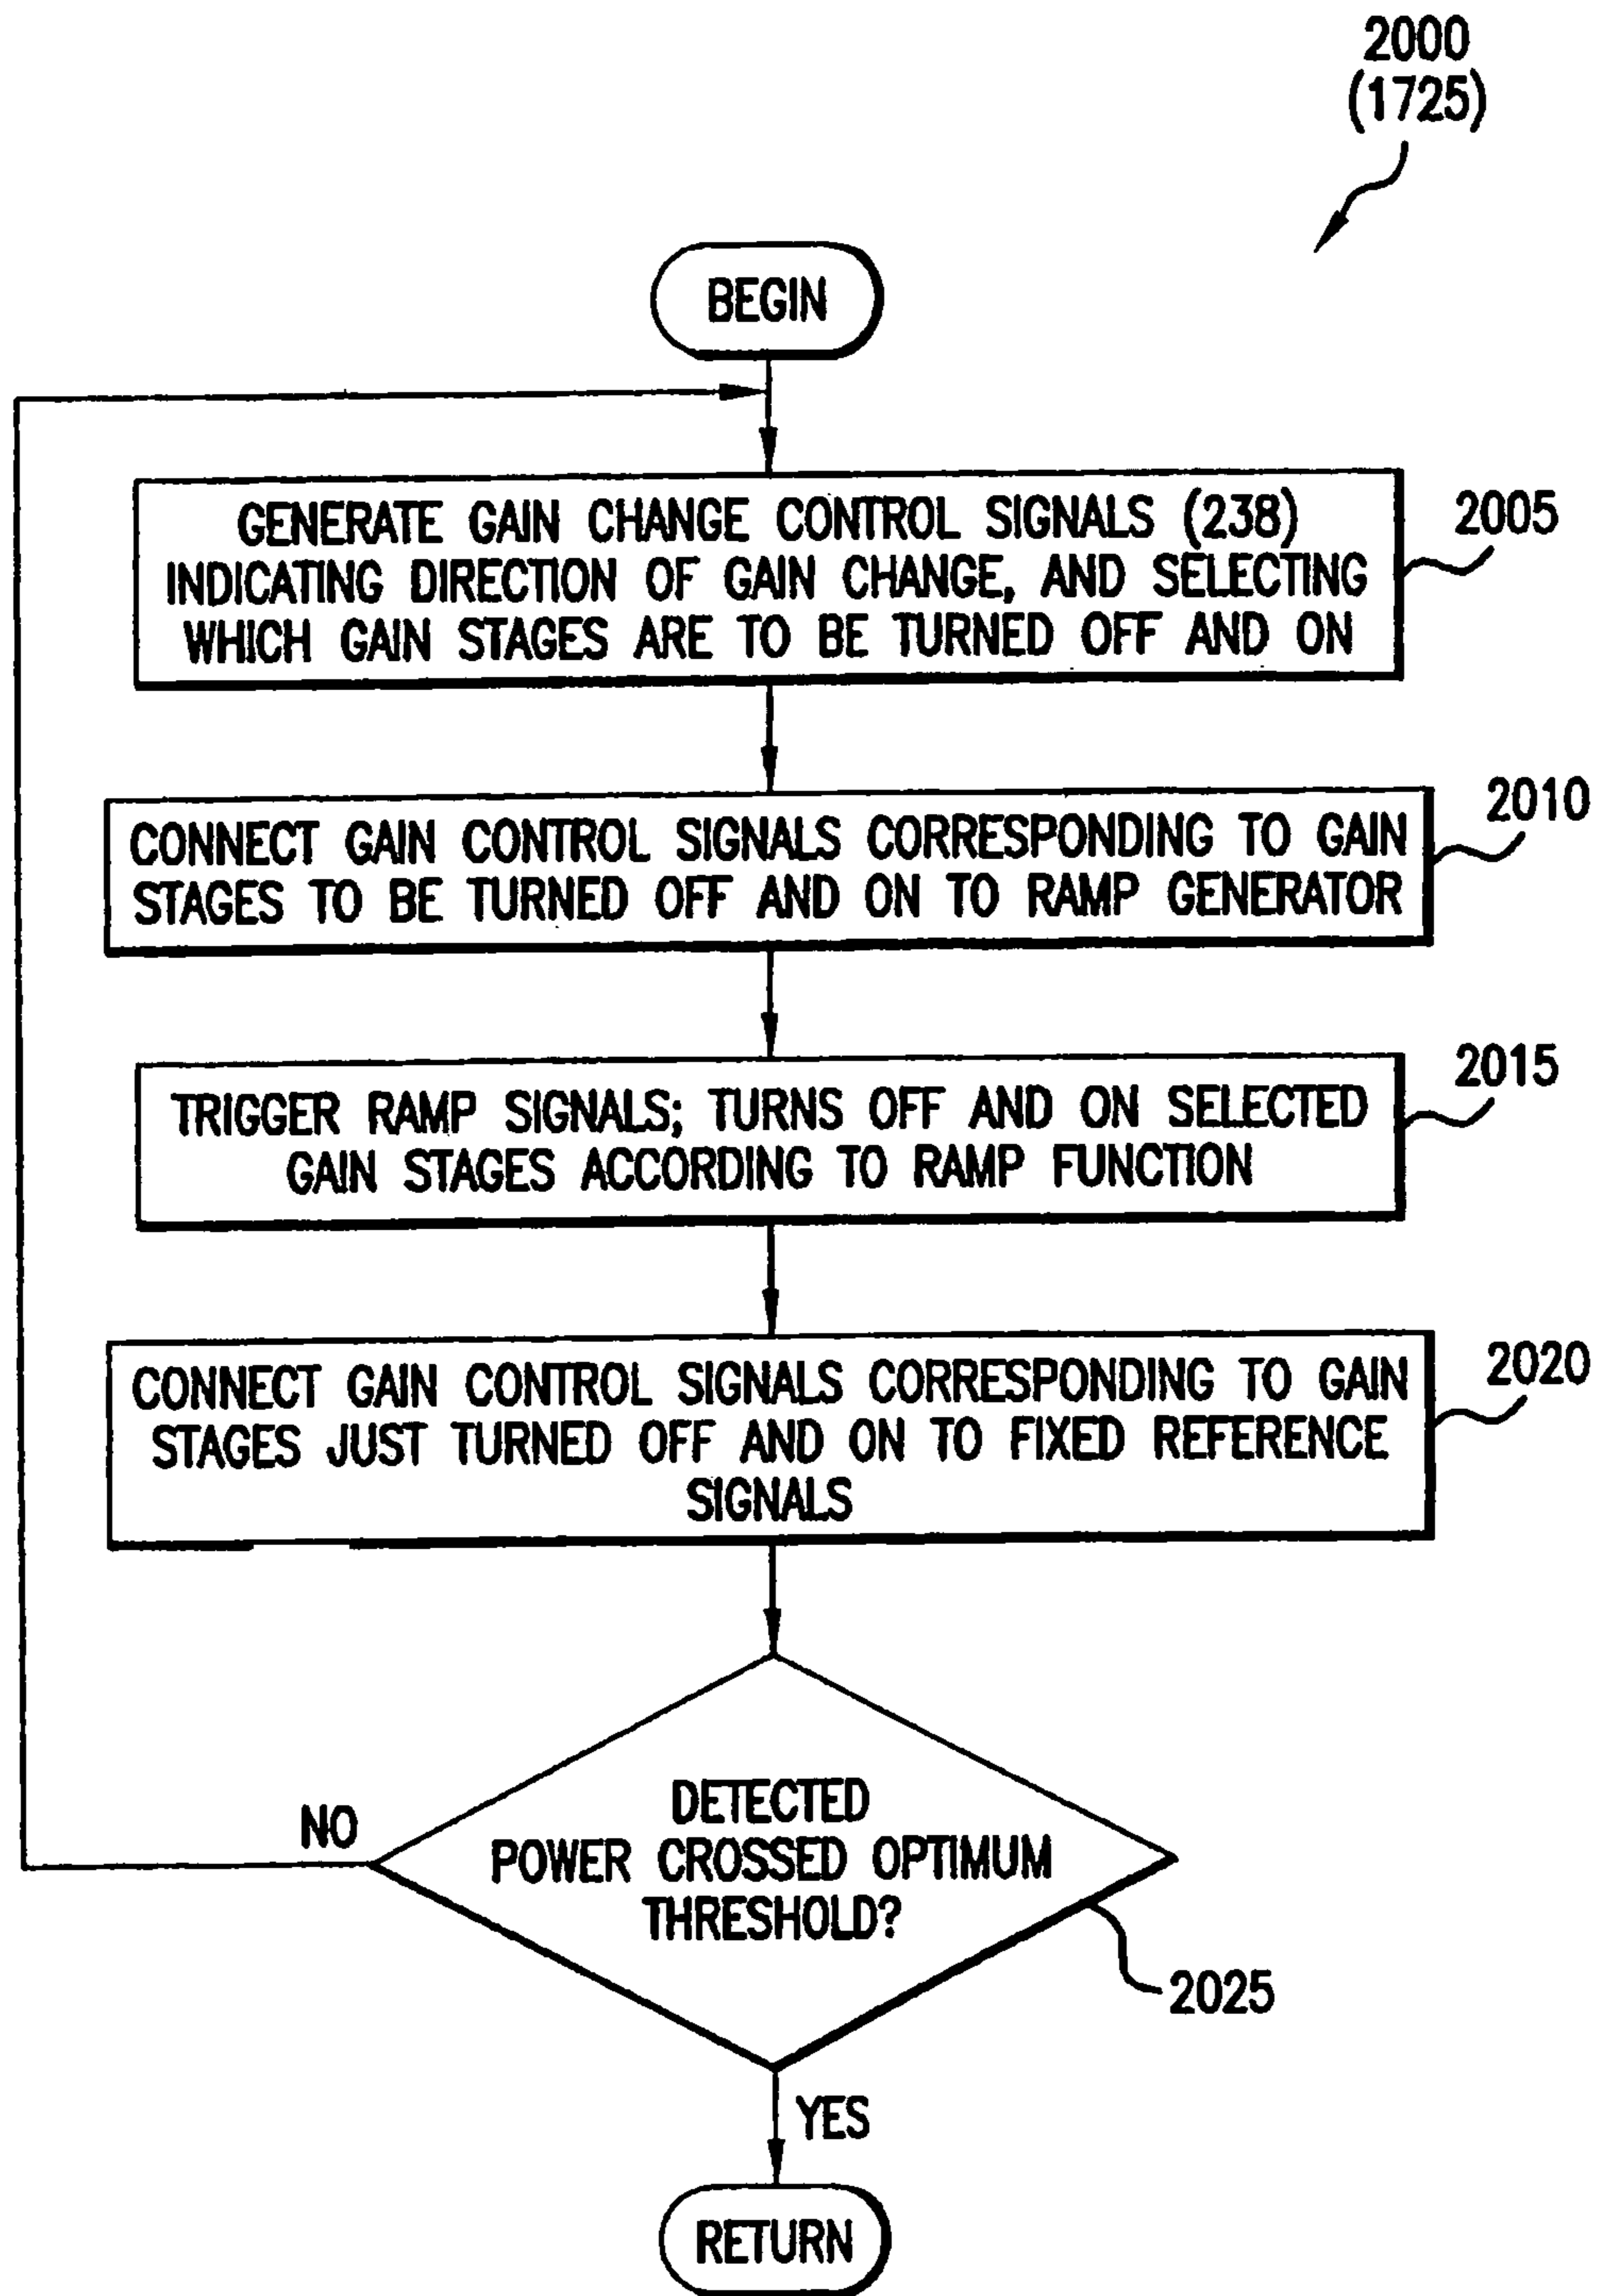 2000
(1725)
BEGIN
GENERATE GAIN CHANGE CONTROL SIGNALS (238)
INDICATING DIRECTION OF GAIN CHANGE, AND SELECTING
WHICH GAIN STAGES ARE TO BE TURNED OFF AND ON
2005
CONNECT GAIN CONTROL SIGNALS CORRESPONDING TO GAIN
STAGES TO BE TURNED OFF AND ON TO RAMP GENERATOR
2010
TRIGGER RAMP SIGNALS; TURNS OFF AND ON SELECTED
GAIN STAGES ACCORDING TO RAMP FUNCTION
2015
CONNECT GAIN CONTROL SIGNALS CORRESPONDING TO GAIN
STAGES JUST TURNED OFF AND ON TO FIXED REFERENCE
SIGNALS
2020
DETECTED
POWER CROSSED OPTIMUM
THRESHOLD?
NO
2025
YES
RETURN